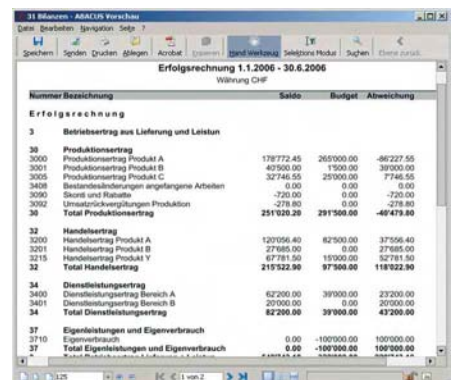 31 Bilanzen - ABACUS Vorschau
Datei Bearbeiten Navigation Seite ?
Speichern Senden Drucken Ablegen Acrobat Kopieren Hand Werkzeug Selektions Modus Suchen Ebene zurück
Erfolgsrechnung 1.1.2006 - 30.6.2006
Währung CHF
Nummer Bezeichnung Saldo Budget Abweichung
Erfolgsrechnung
3 Betriebsertrag aus Lieferung und Leistun
30 Produktionsertrag
3000 Produktionsertrag Produkt A 178'772.45 265'000.00 -86'227.55
3001 Produktionsertrag Produkt B 40'500.00 1'500.00 39'000.00
3005 Produktionsertrag Produkt C 32'746.55 25'000.00 7'746.55
3408 Bestandesänderungen angefangene Arbeiten 0.00 0.00 0.00
3090 Skonti und Rabatte -720.00 0.00 -720.00
3092 Umsatzrückvergütungen Produktion -278.80 0.00 -278.80
30 Total Produktionsertrag 251'020.20 291'500.00 -40'479.80
32 Handelsertrag
3200 Handelsertrag Produkt A 120'056.40 82'500.00 37'556.40
3201 Handelsertrag Produkt B 27'685.00 0.00 27'685.00
3215 Handelsertrag Produkt Y 67'781.50 15'000.00 52'781.50
32 Total Handelsertrag 215'522.90 97'500.00 118'022.90
34 Dienstleistungsertrag
3400 Dienstleistungsertrag Bereich A 62'200.00 39'000.00 23'200.00
3401 Dienstleistungsertrag Bereich B 20'000.00 0.00 20'000.00
34 Total Dienstleistungsertrag 82'200.00 39'000.00 43'200.00
37 Eigenleistungen und Eigenverbrauch
3710 Eigenverbrauch 0.00 -100'000.00 100'000.00
37 Total Eigenleistungen und Eigenverbrauch 0.00 -100'000.00 100'000.00
125 1 von 2